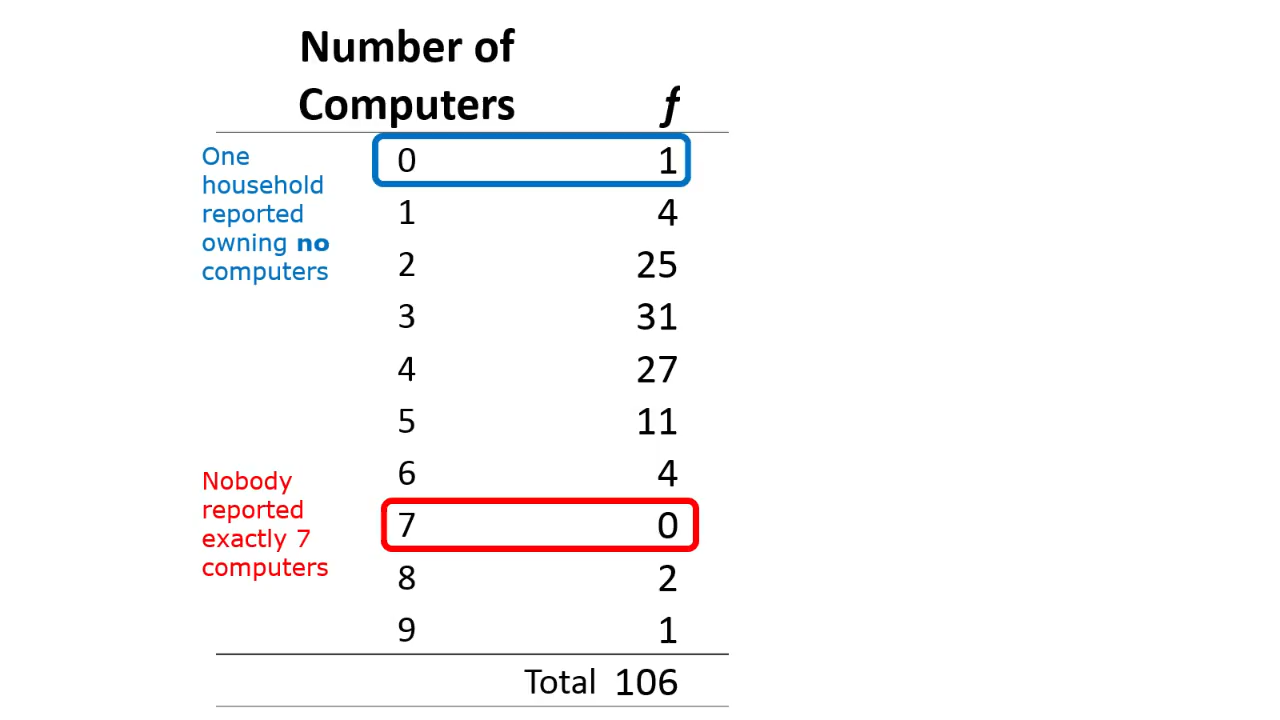 Number of
Computers f
0 1
One
household
reported
owning no
computers
1 4
2 25
3 31
4 27
5 11
6 4
Nobody
reported
exactly 7
computers
7 0
8 2
9 1
Total 106